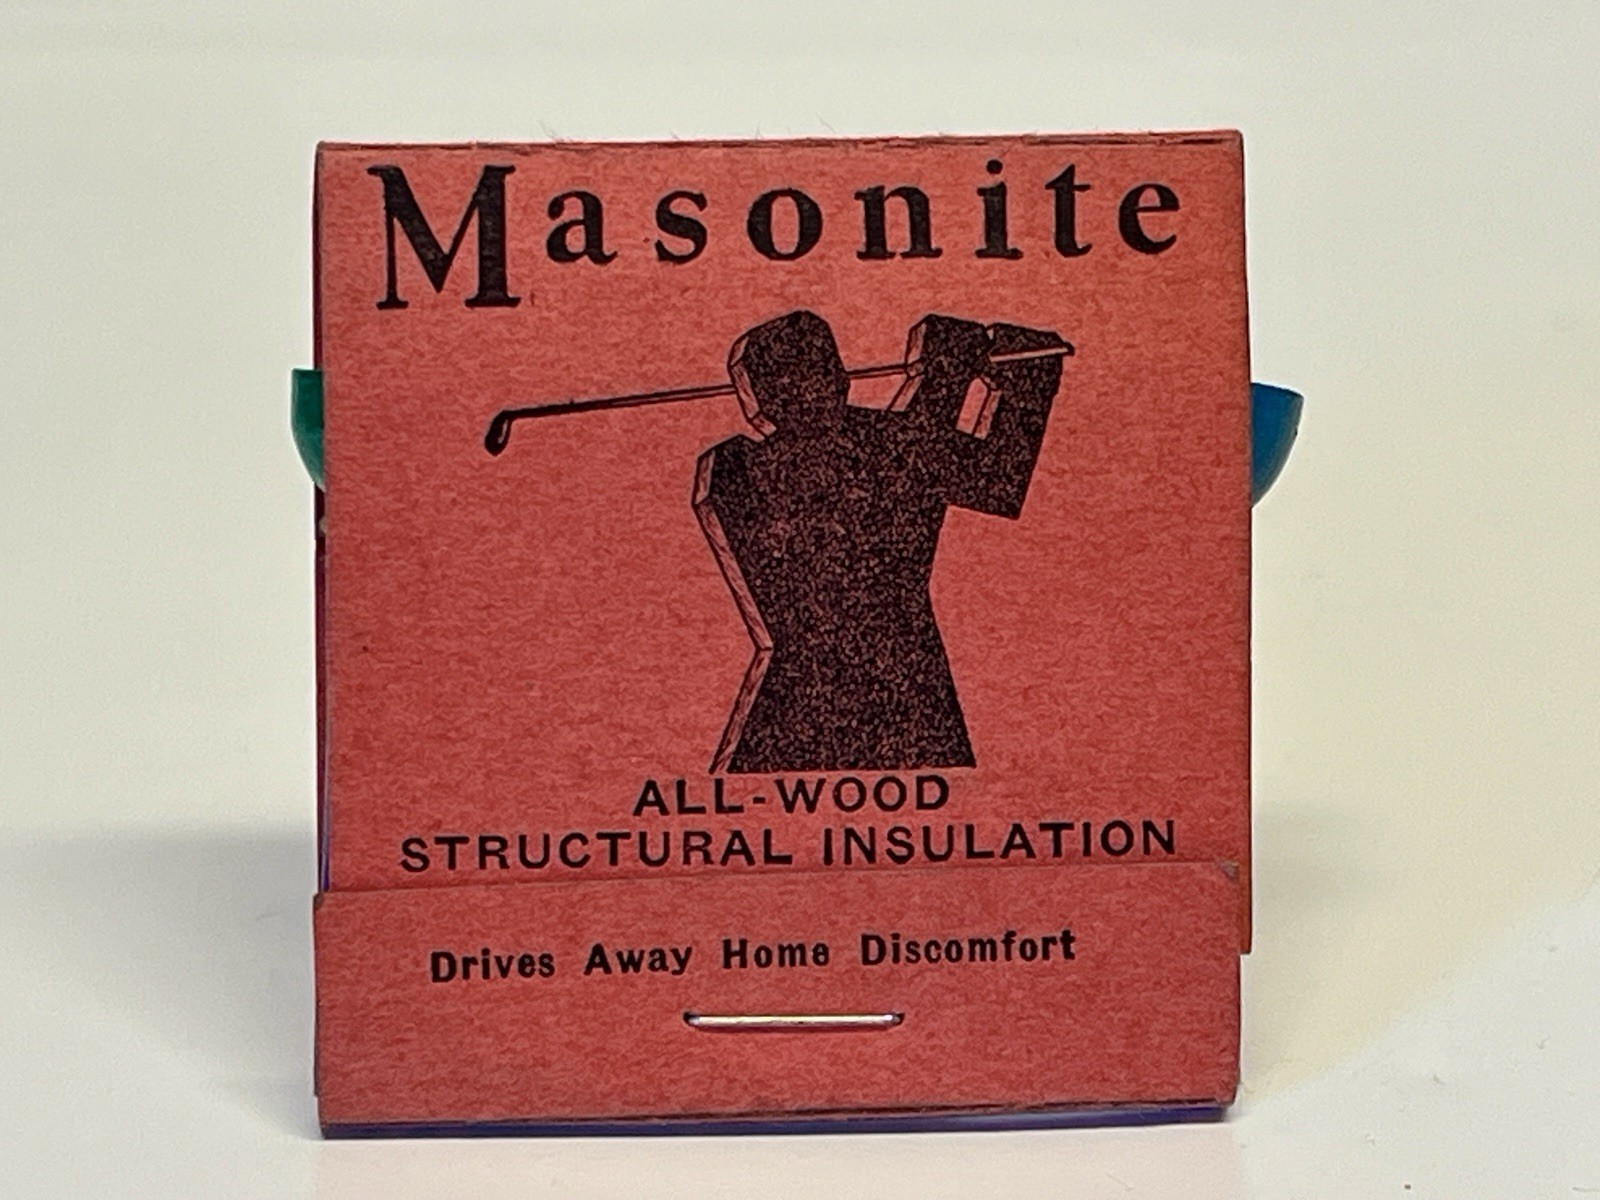 Masonite
ALL-WOOD
STRUCTURAL INSULATION
Drives Away Home Discomfort